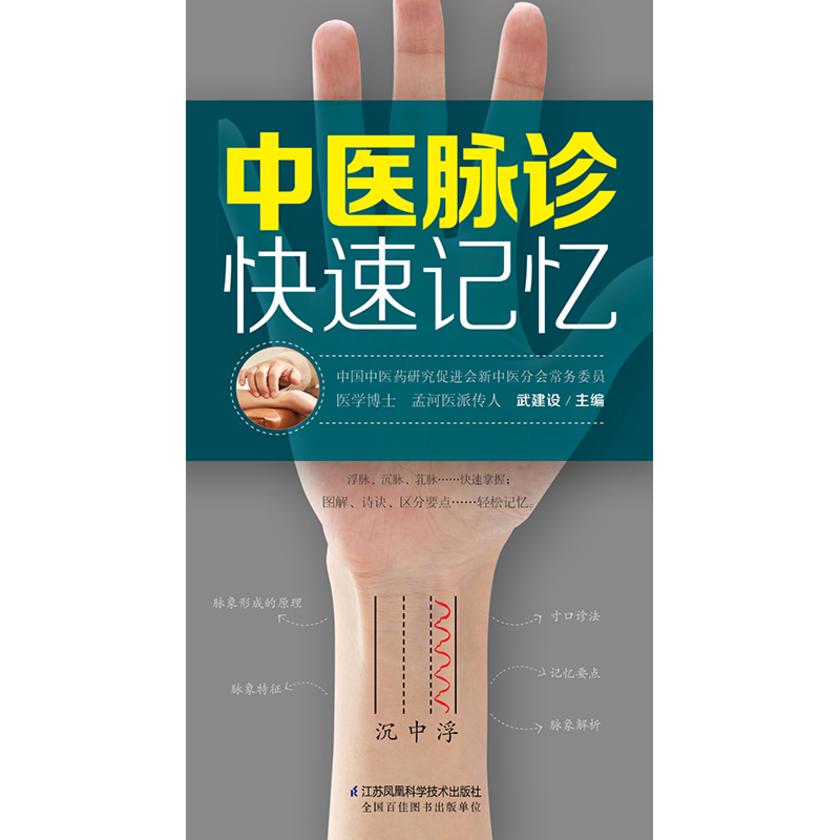 中医脉诊
快速记忆
中国中医药研究促进会新中医分会常务委员
医学博士 孟河医派传人 武建设/主编
浮脉、沉脉、芤脉……快速掌握;
图解、诗诀、区分要点……轻松记忆。
脉象形成的原理
寸口诊法
脉象特征
记忆要点
脉象解析
沉中浮
江苏凤凰科学技术出版社
全国百佳图书出版单位